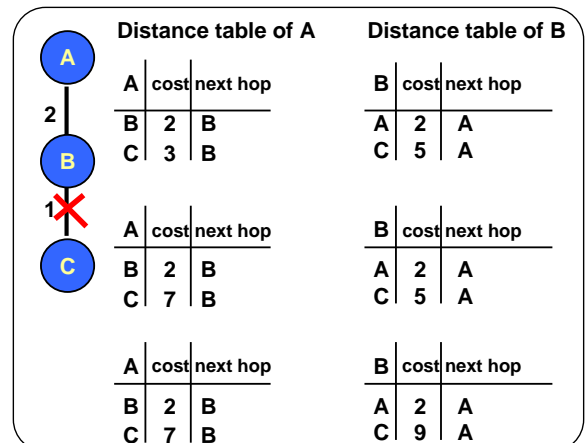 Distance table of A
Distance table of B
A
2
B
1
C
A cost next hop
B 2 B
C 3 B
B cost next hop
A 2 A
C 5 A
A cost next hop
B 2 B
C 7 B
B cost next hop
A 2 A
C 5 A
A cost next hop
B 2 B
C 7 B
B cost next hop
A 2 A
C 9 A